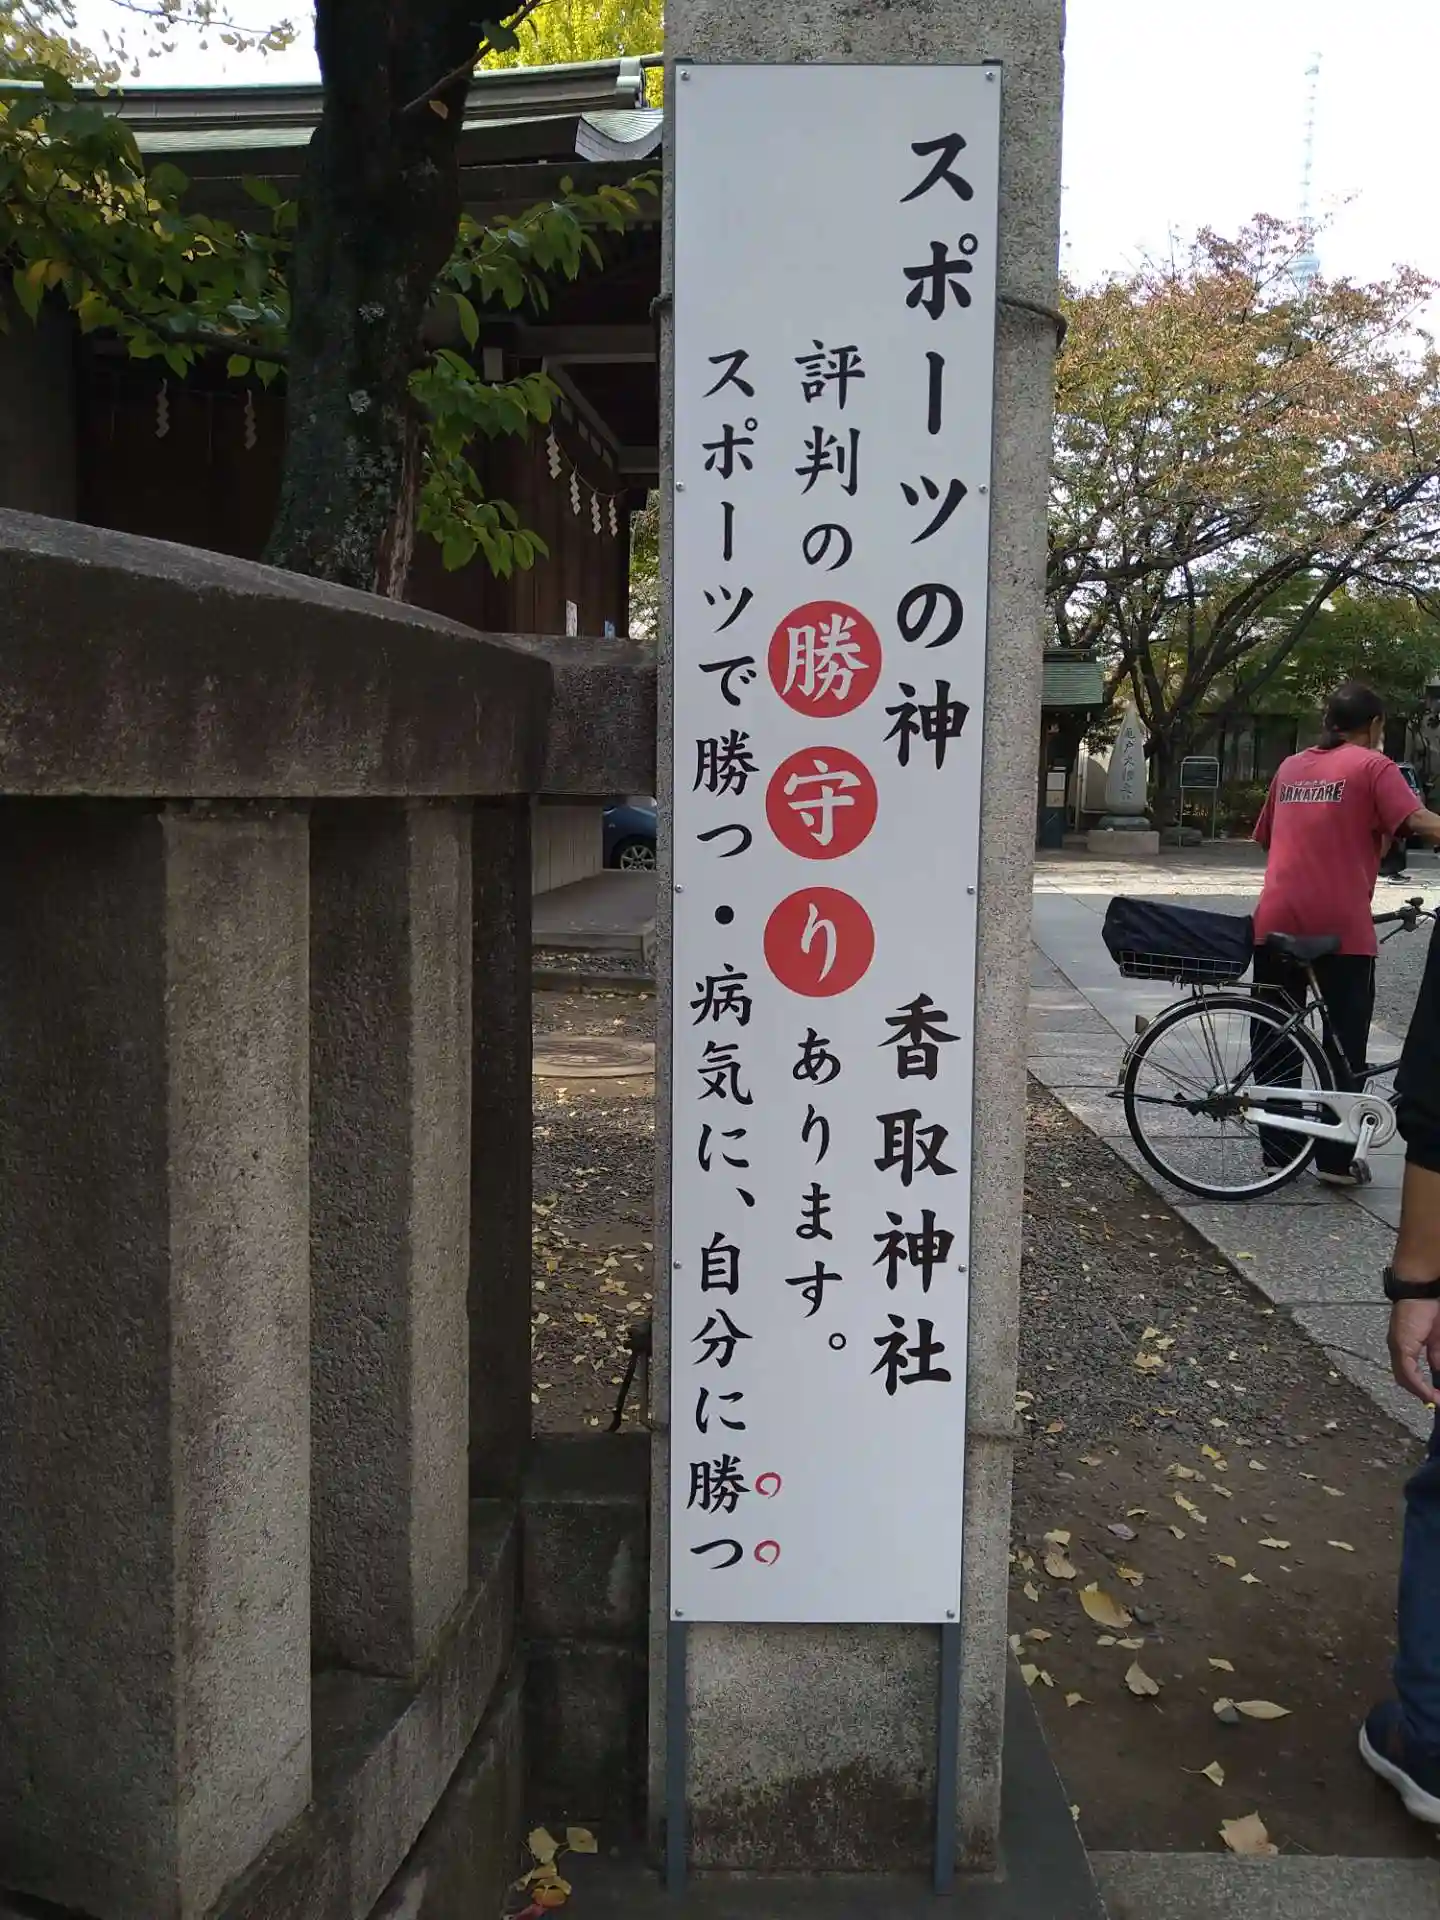 スポーツの神　香取神社
評判の勝守りあります。
スポーツで勝つ・病気に、自分に勝つ。。
BAKATARE